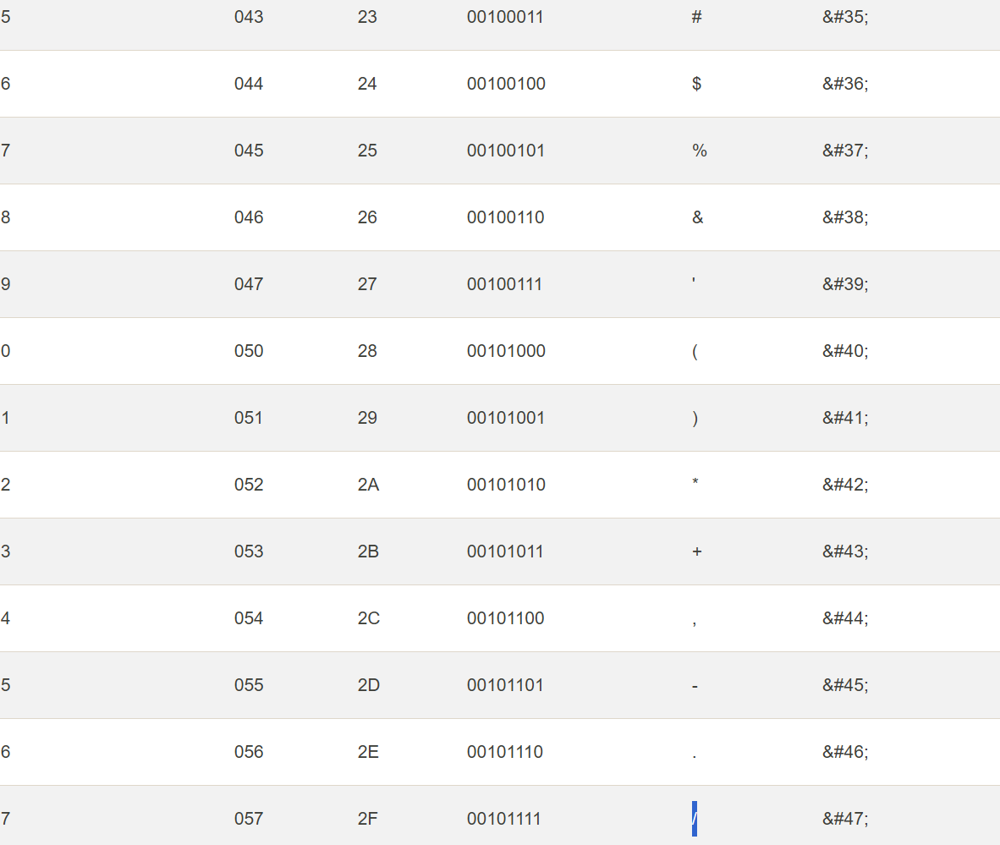 5 043 23 00100011 # &#35;
6 044 24 00100100 $ &#36;
7 045 25 00100101 % &#37;
8 046 26 00100110 & &#38;
9 047 27 00100111 ' &#39;
0 050 28 00101000 ( &#40;
1 051 29 00101001 ) &#41;
2 052 2A 00101010 * &#42;
3 053 2B 00101011 + &#43;
4 054 2C 00101100 , &#44;
5 055 2D 00101101 - &#45;
6 056 2E 00101110 . &#46;
7 057 2F 00101111 / &#47;